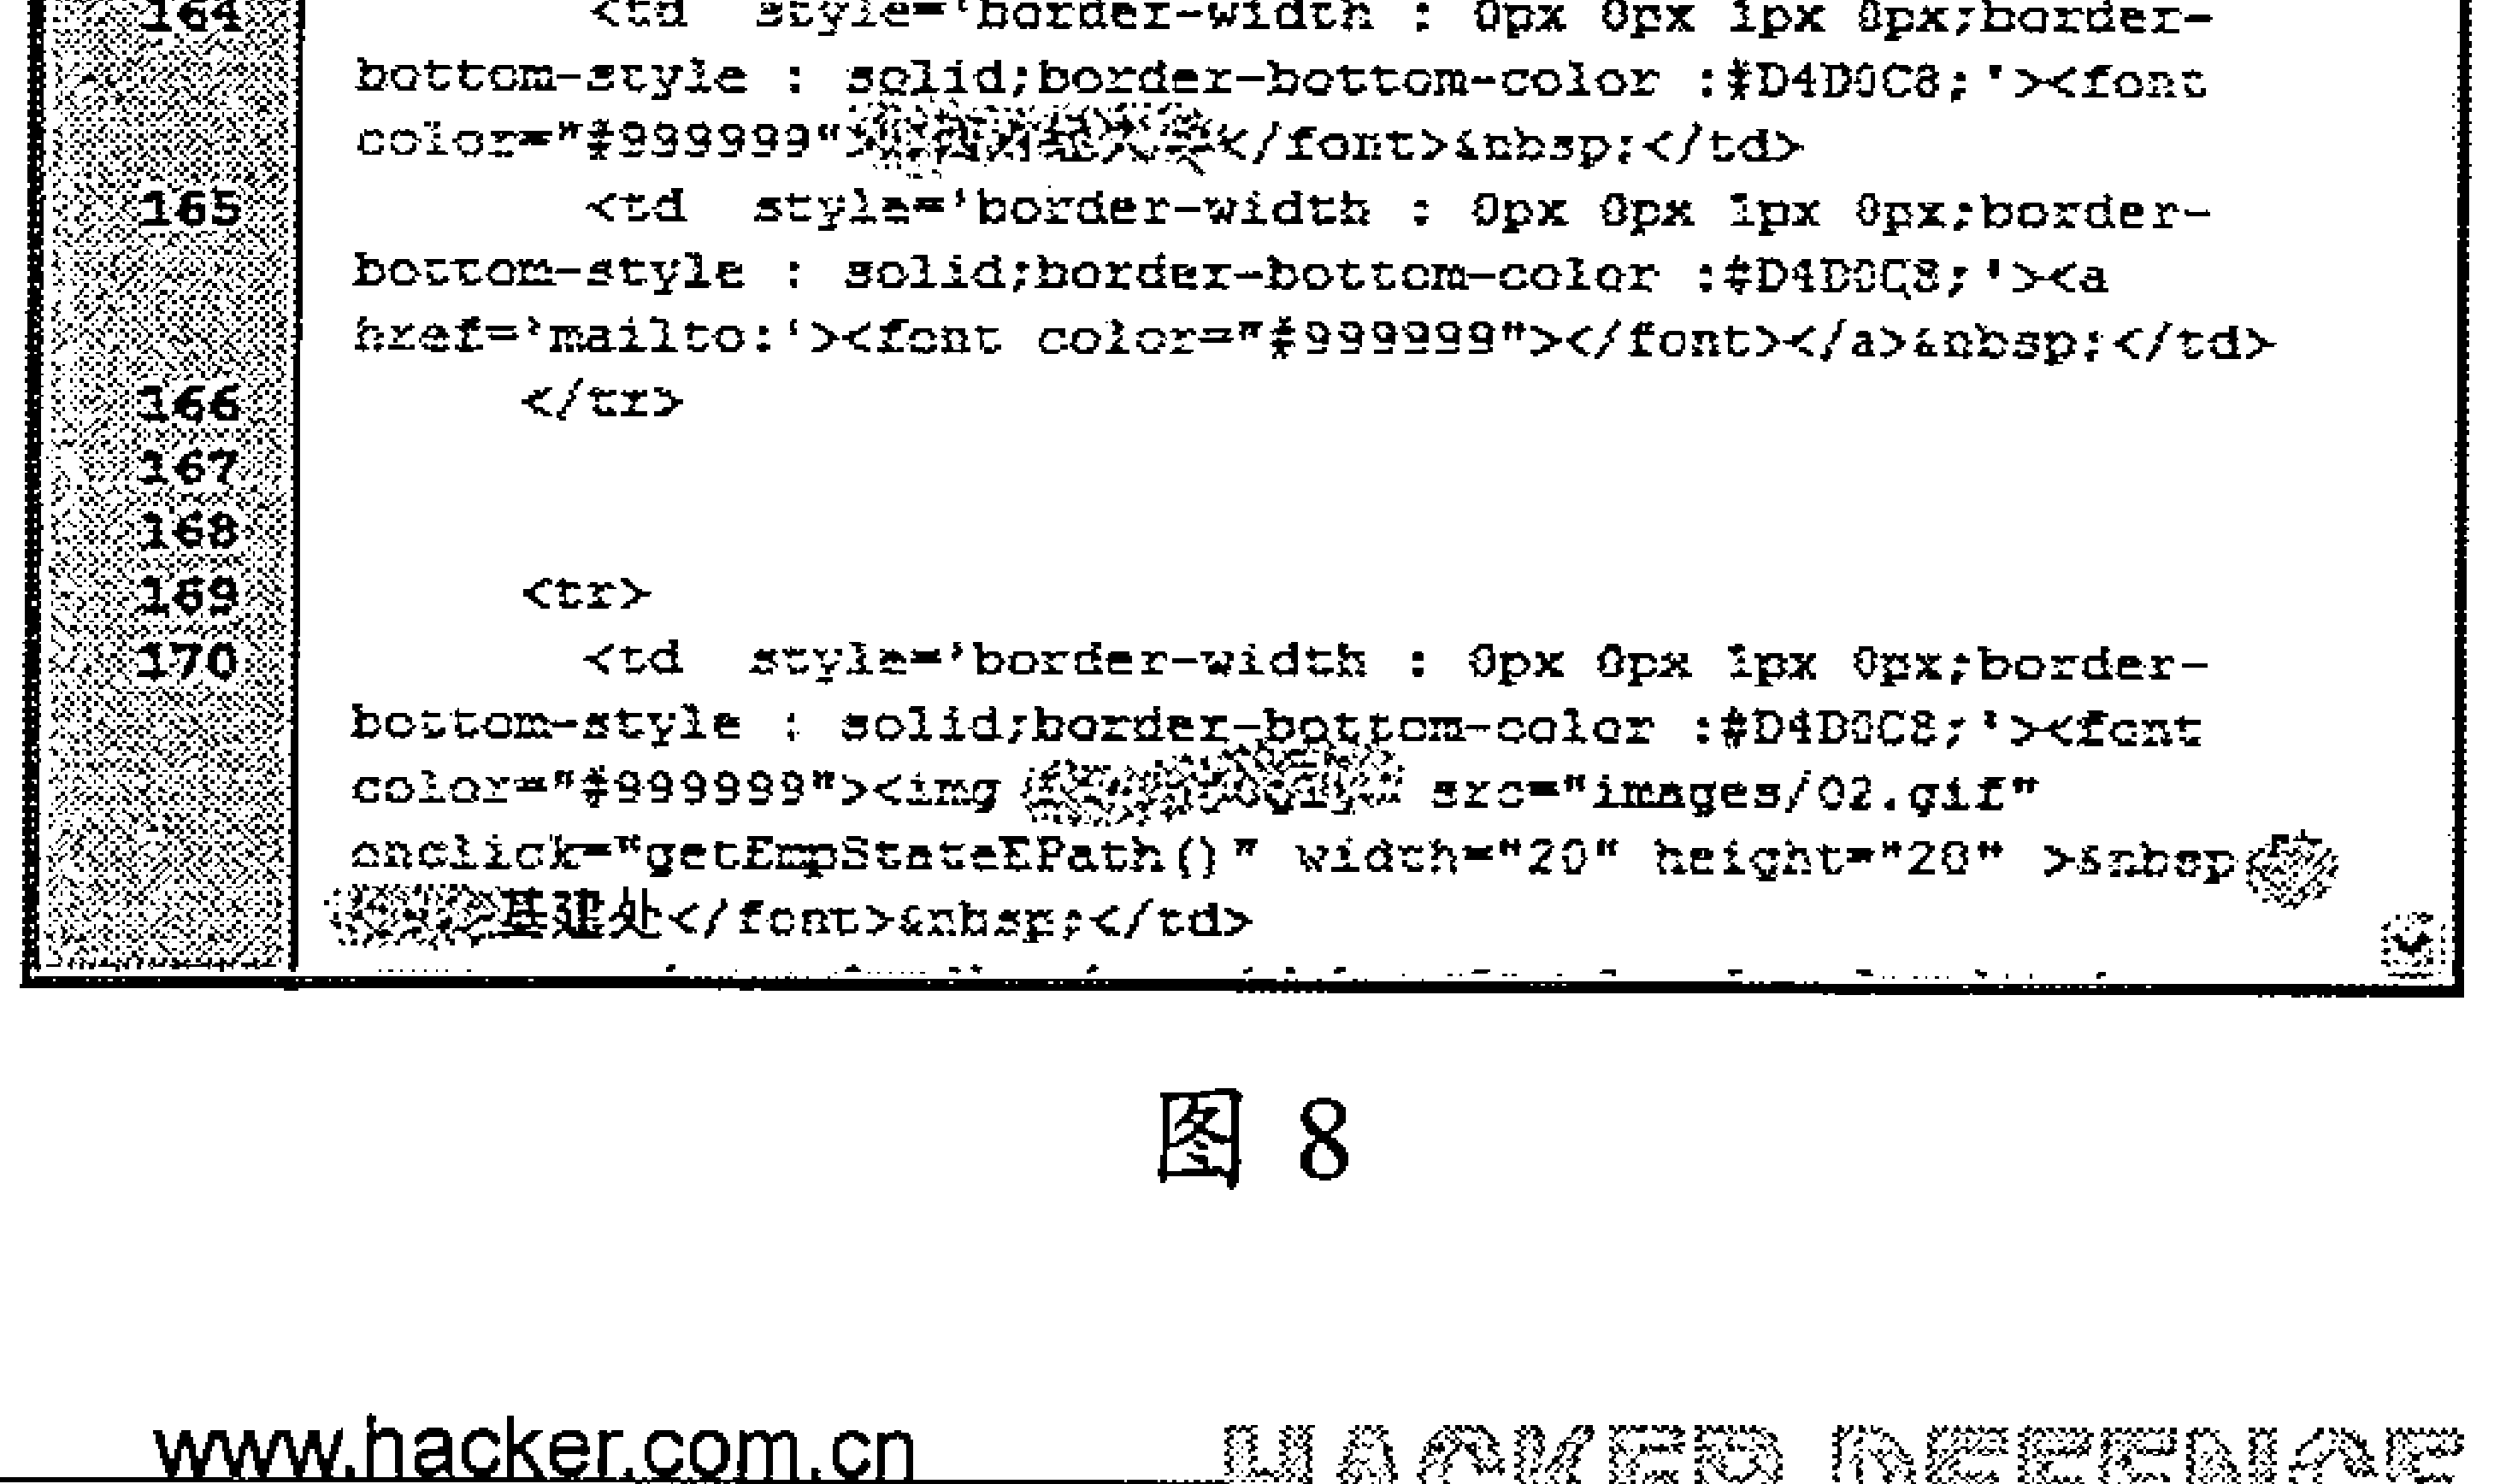 164 <td style='border-width : 0px 0px 1px 0px;border-
bottom-style : solid;border-bottom-color :#D4D0C8;'><font
color="#999999"></font>&nbsp;</td>
165 <td style='border-width : 0px 0px 1px 0px;border-
bottom-style : solid;border-bottom-color :#D4D0C8;'><a
href='mailto:'><font color="#999999"></font></a>&nbsp;</td>
166 </tr>
167
168
169 <tr>
170 <td style='border-width : 0px 0px 1px 0px;border-
bottom-style : solid;border-bottom-color :#D4D0C8;'><font
color="#999999"><img src="images/02.gif"
onclick="getEmpStateEPath()" width="20" height="20" >&nbsp
基建处</font>&nbsp;</td>
图 8
www.hacker.com.cn HACKER DEFENCE